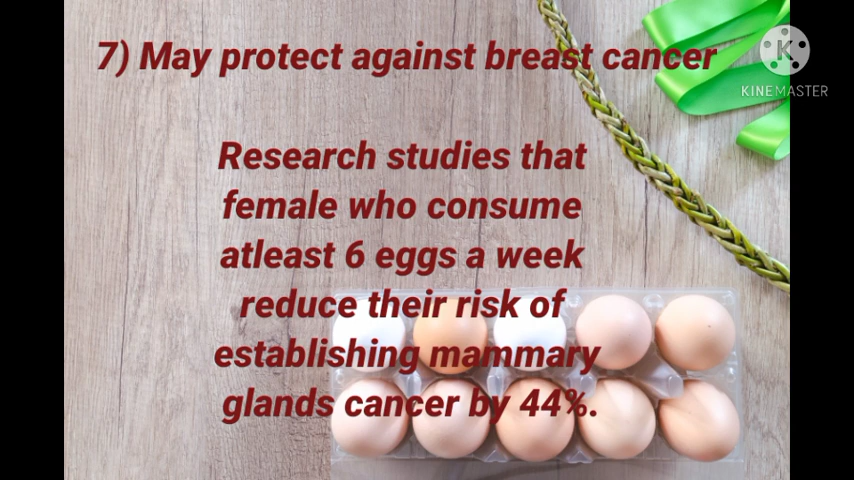 7) May protect against breast cancer
KINEMASTER
Research studies that
female who consume
atleast 6 eggs a week
reduce their risk of
establishing mammary
glands cancer by 44%.